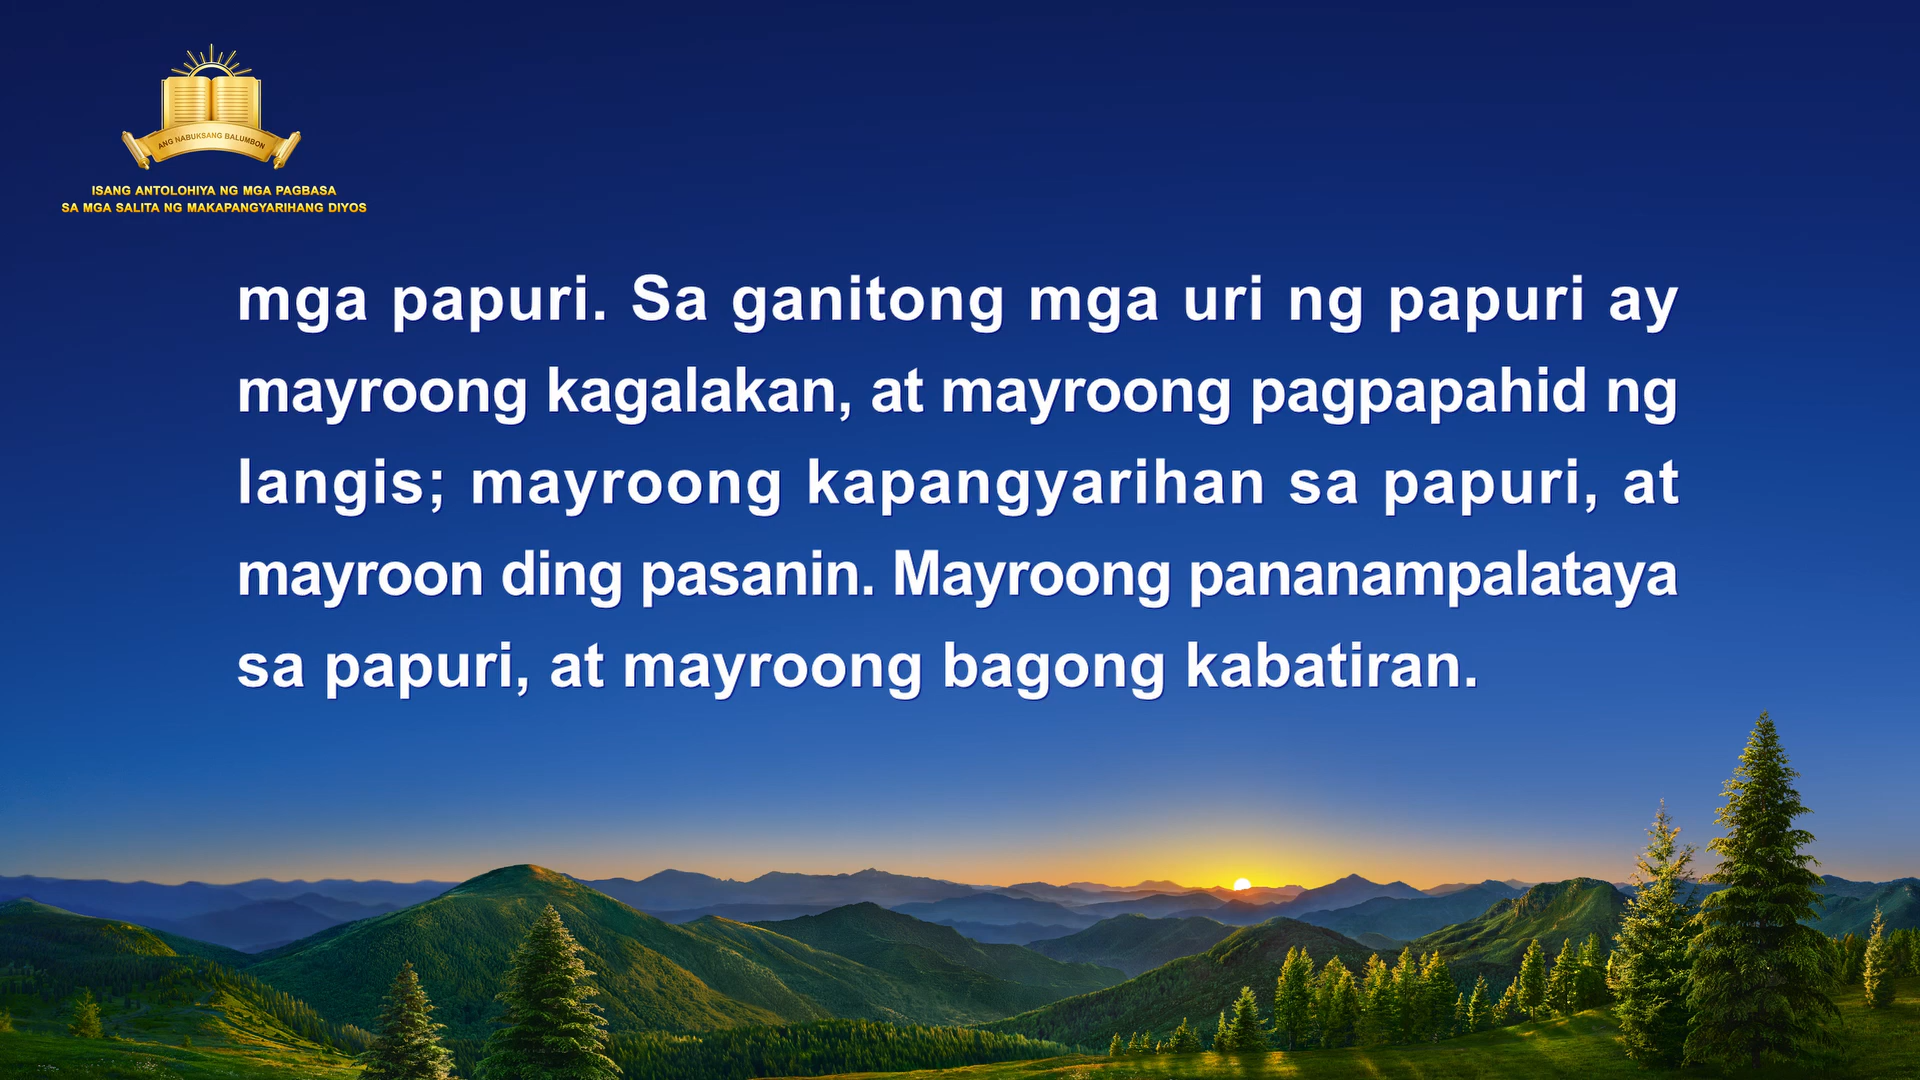 ANG NABUKSANG BALUMBON
ISANG ANTOLOHIYA NG MGA PAGBASA
SA MGA SALITA NG MAKAPANGYARIHANG DIYOS
mga papuri. Sa ganitong mga uri ng papuri ay
mayroong kagalakan, at mayroong pagpapahid ng
langis; mayroong kapangyarihan sa papuri, at
mayroon ding pasanin. Mayroong pananampalataya
sa papuri, at mayroong bagong kabatiran.